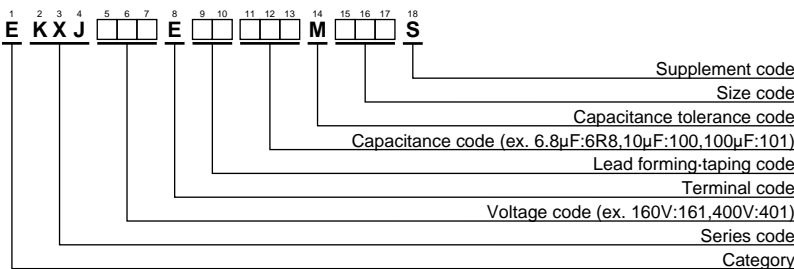 1 2 3 4 5 6 7 8 9 10 11 12 13 14 15 16 17 18
E KXJ □□□ E □□ □□□ M □□□ S
Supplement code
Size code
Capacitance tolerance code
Capacitance code (ex. 6.8µF:6R8,10µF:100,100µF:101)
Lead forming·taping code
Terminal code
Voltage code (ex. 160V:161,400V:401)
Series code
Category